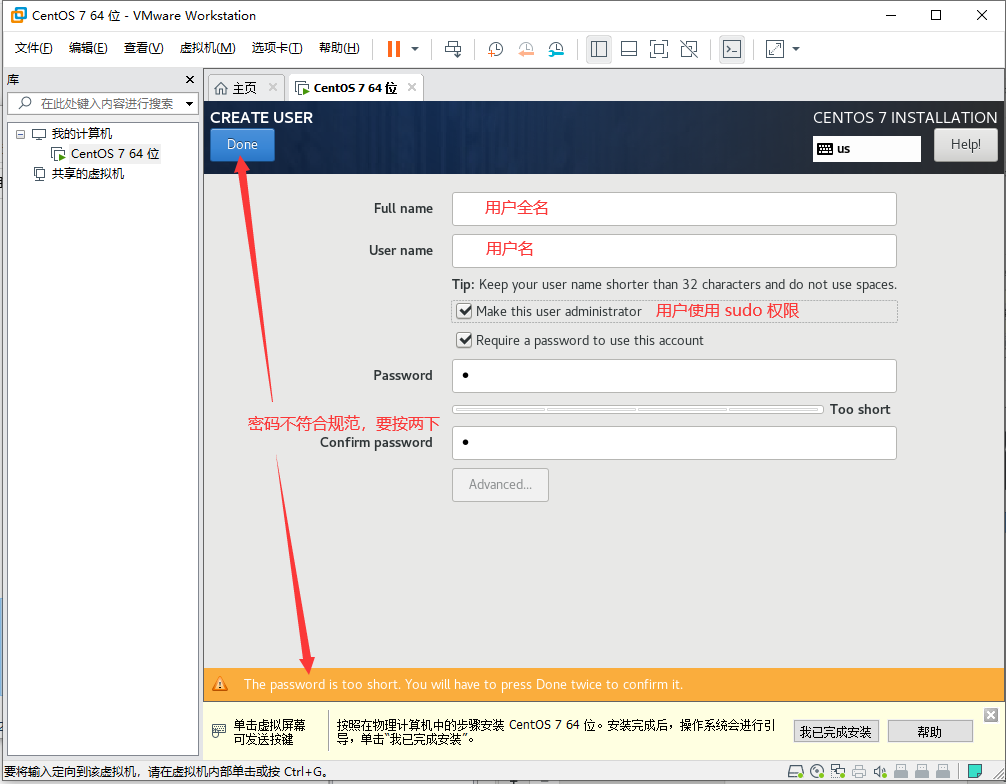 CentOS 7 64 位 - VMware Workstation
文件(F) 编辑(E) 查看(V) 虚拟机(M) 选项卡(T) 帮助(H)
库
在此处键入内容进行搜索
我的计算机
CentOS 7 64 位
共享的虚拟机
主页
CentOS 7 64 位
CREATE USER
CENTOS 7 INSTALLATION
Done
us
Help!
Full name
用户全名
User name
用户名
Tip: Keep your user name shorter than 32 characters and do not use spaces.
Make this user administrator
用户使用 sudo 权限
Require a password to use this account
Password
Too short
密码不符合规范，要按两下
Confirm password
Advanced...
The password is too short. You will have to press Done twice to confirm it.
单击虚拟屏幕
可发送按键
按照在物理计算机中的步骤安装 CentOS 7 64 位。安装完成后，操作系统会进行引
导，单击“我已完成安装”。
我已完成安装
帮助
要将输入定向到该虚拟机，请在虚拟机内部单击或按 Ctrl+G。